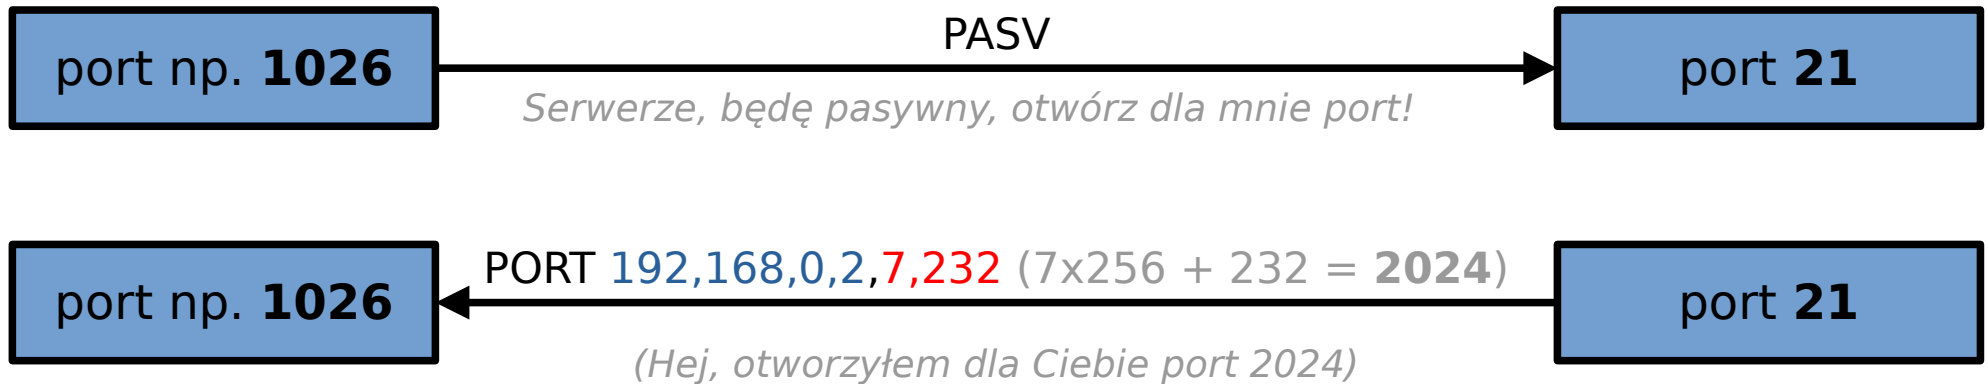 PASV
port np. 1026
port 21
Serwerze, będę pasywny, otwórz dla mnie port!
PORT 192,168,0,2,7,232 (7x256 + 232 = 2024)
port np. 1026
port 21
(Hej, otworzyłem dla Ciebie port 2024)